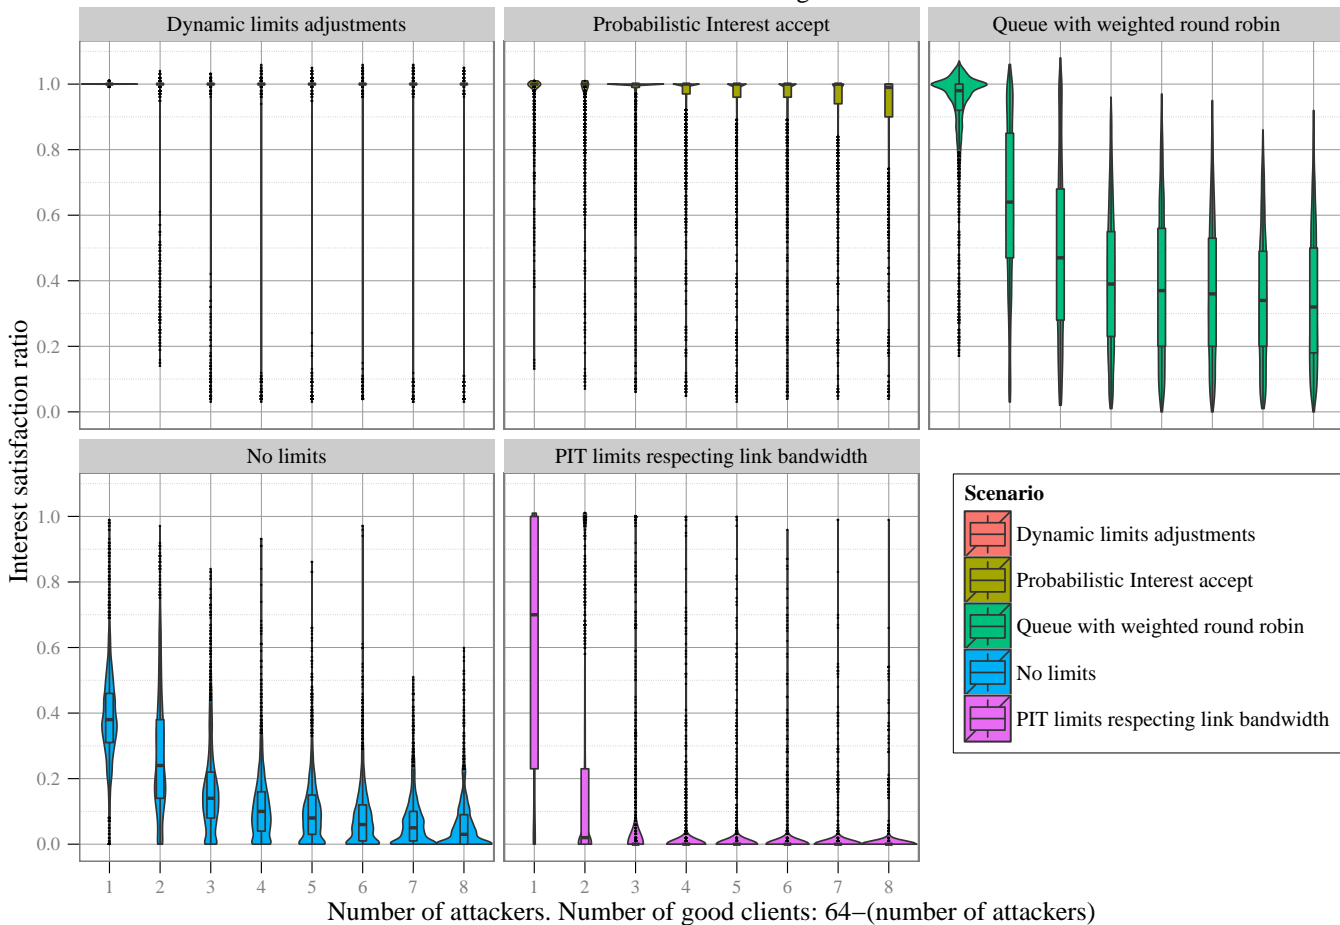 Dynamic limits adjustments
Probabilistic Interest accept
Queue with weighted round robin
1.0
0.8
0.6
0.4
0.2
0.0
Interest satisfaction ratio
No limits
PIT limits respecting link bandwidth
1.0
0.8
0.6
0.4
0.2
0.0
1 2 3 4 5 6 7 8
1 2 3 4 5 6 7 8
Number of attackers. Number of good clients: 64−(number of attackers)
Scenario
Dynamic limits adjustments
Probabilistic Interest accept
Queue with weighted round robin
No limits
PIT limits respecting link bandwidth